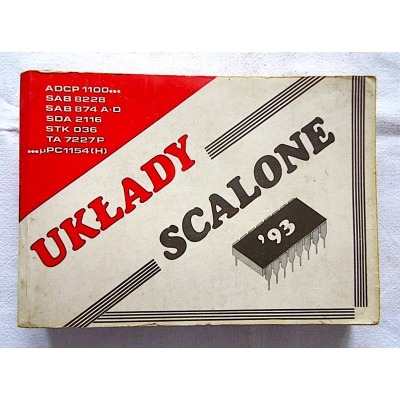 ADCP 1100...
SAB 8228
SAB 874 A·D
SDA 2116
STK 036
TA 7227P
...µPC1154(H)
UKŁADY
SCALONE
'93